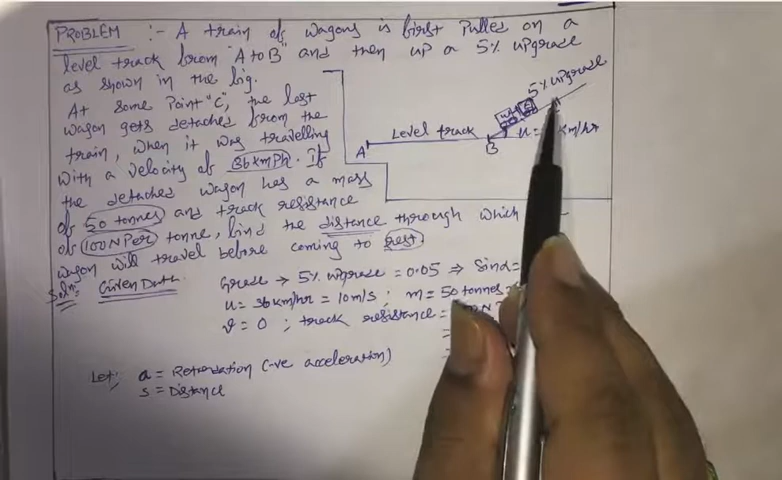 PROBLEM :- A train of wagons is first pulled on a
level track from "A to B" and then up a 5% upgrade
as shown in the fig.
At some point "C", the last
wagon gets detached from the
train, when it was travelling
with a velocity of 36 kmph. If
the detached wagon has a mass
of 50 tonnes and track resistance
of 100 N Per tonne, find the distance through which
wagon will travel before coming to rest.
5% upgrade
Level track
A
B
u = km/hr
Soln:- Given Data
Grade → 5% upgrade = 0.05 ⇒ Sinα =
u = 36 km/hr = 10 m/s ; m = 50 tonnes =
v = 0 ; track resistance =
Let; a = Retardation (-ve acceleration)
s = Distance